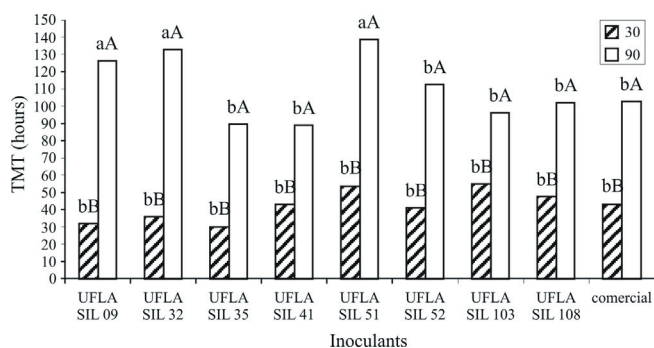 150
140
130
120
110
100
90
80
70
60
50
40
30
20
10
0
TMT (hours)
30
90
bB aA
bB aA
bB bA
bB bA
bB aA
bB bA
bB bA
bB bA
bB bA
UFLA SIL 09
UFLA SIL 32
UFLA SIL 35
UFLA SIL 41
UFLA SIL 51
UFLA SIL 52
UFLA SIL 103
UFLA SIL 108
comercial
Inoculants